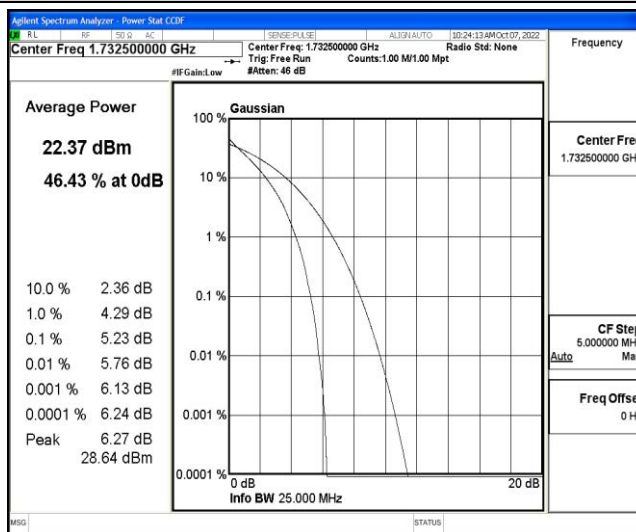 Agilent Spectrum Analyzer - Power Stat CCDF
RL RF 50 Ω AC SENSE:PULSE ALIGN AUTO 10:24:13 AM Oct 07, 2022
Center Freq 1.732500000 GHz Center Freq: 1.732500000 GHz Radio Std: None
Trig: Free Run Counts:1.00 M/1.00 Mpt
#IFGain:Low #Atten: 46 dB
Frequency
Average Power
22.37 dBm
46.43 % at 0dB
10.0 % 2.36 dB
1.0 % 4.29 dB
0.1 % 5.23 dB
0.01 % 5.76 dB
0.001 % 6.13 dB
0.0001 % 6.24 dB
Peak 6.27 dB
28.64 dBm
Gaussian
100 %
10 %
1 %
0.1 %
0.01 %
0.001 %
0.0001 %
0 dB 20 dB
Info BW 25.000 MHz
Center Fre
1.732500000 GH
CF Step
5.000000 MH
Auto Ma
Freq Offse
0 H
MSG STATUS